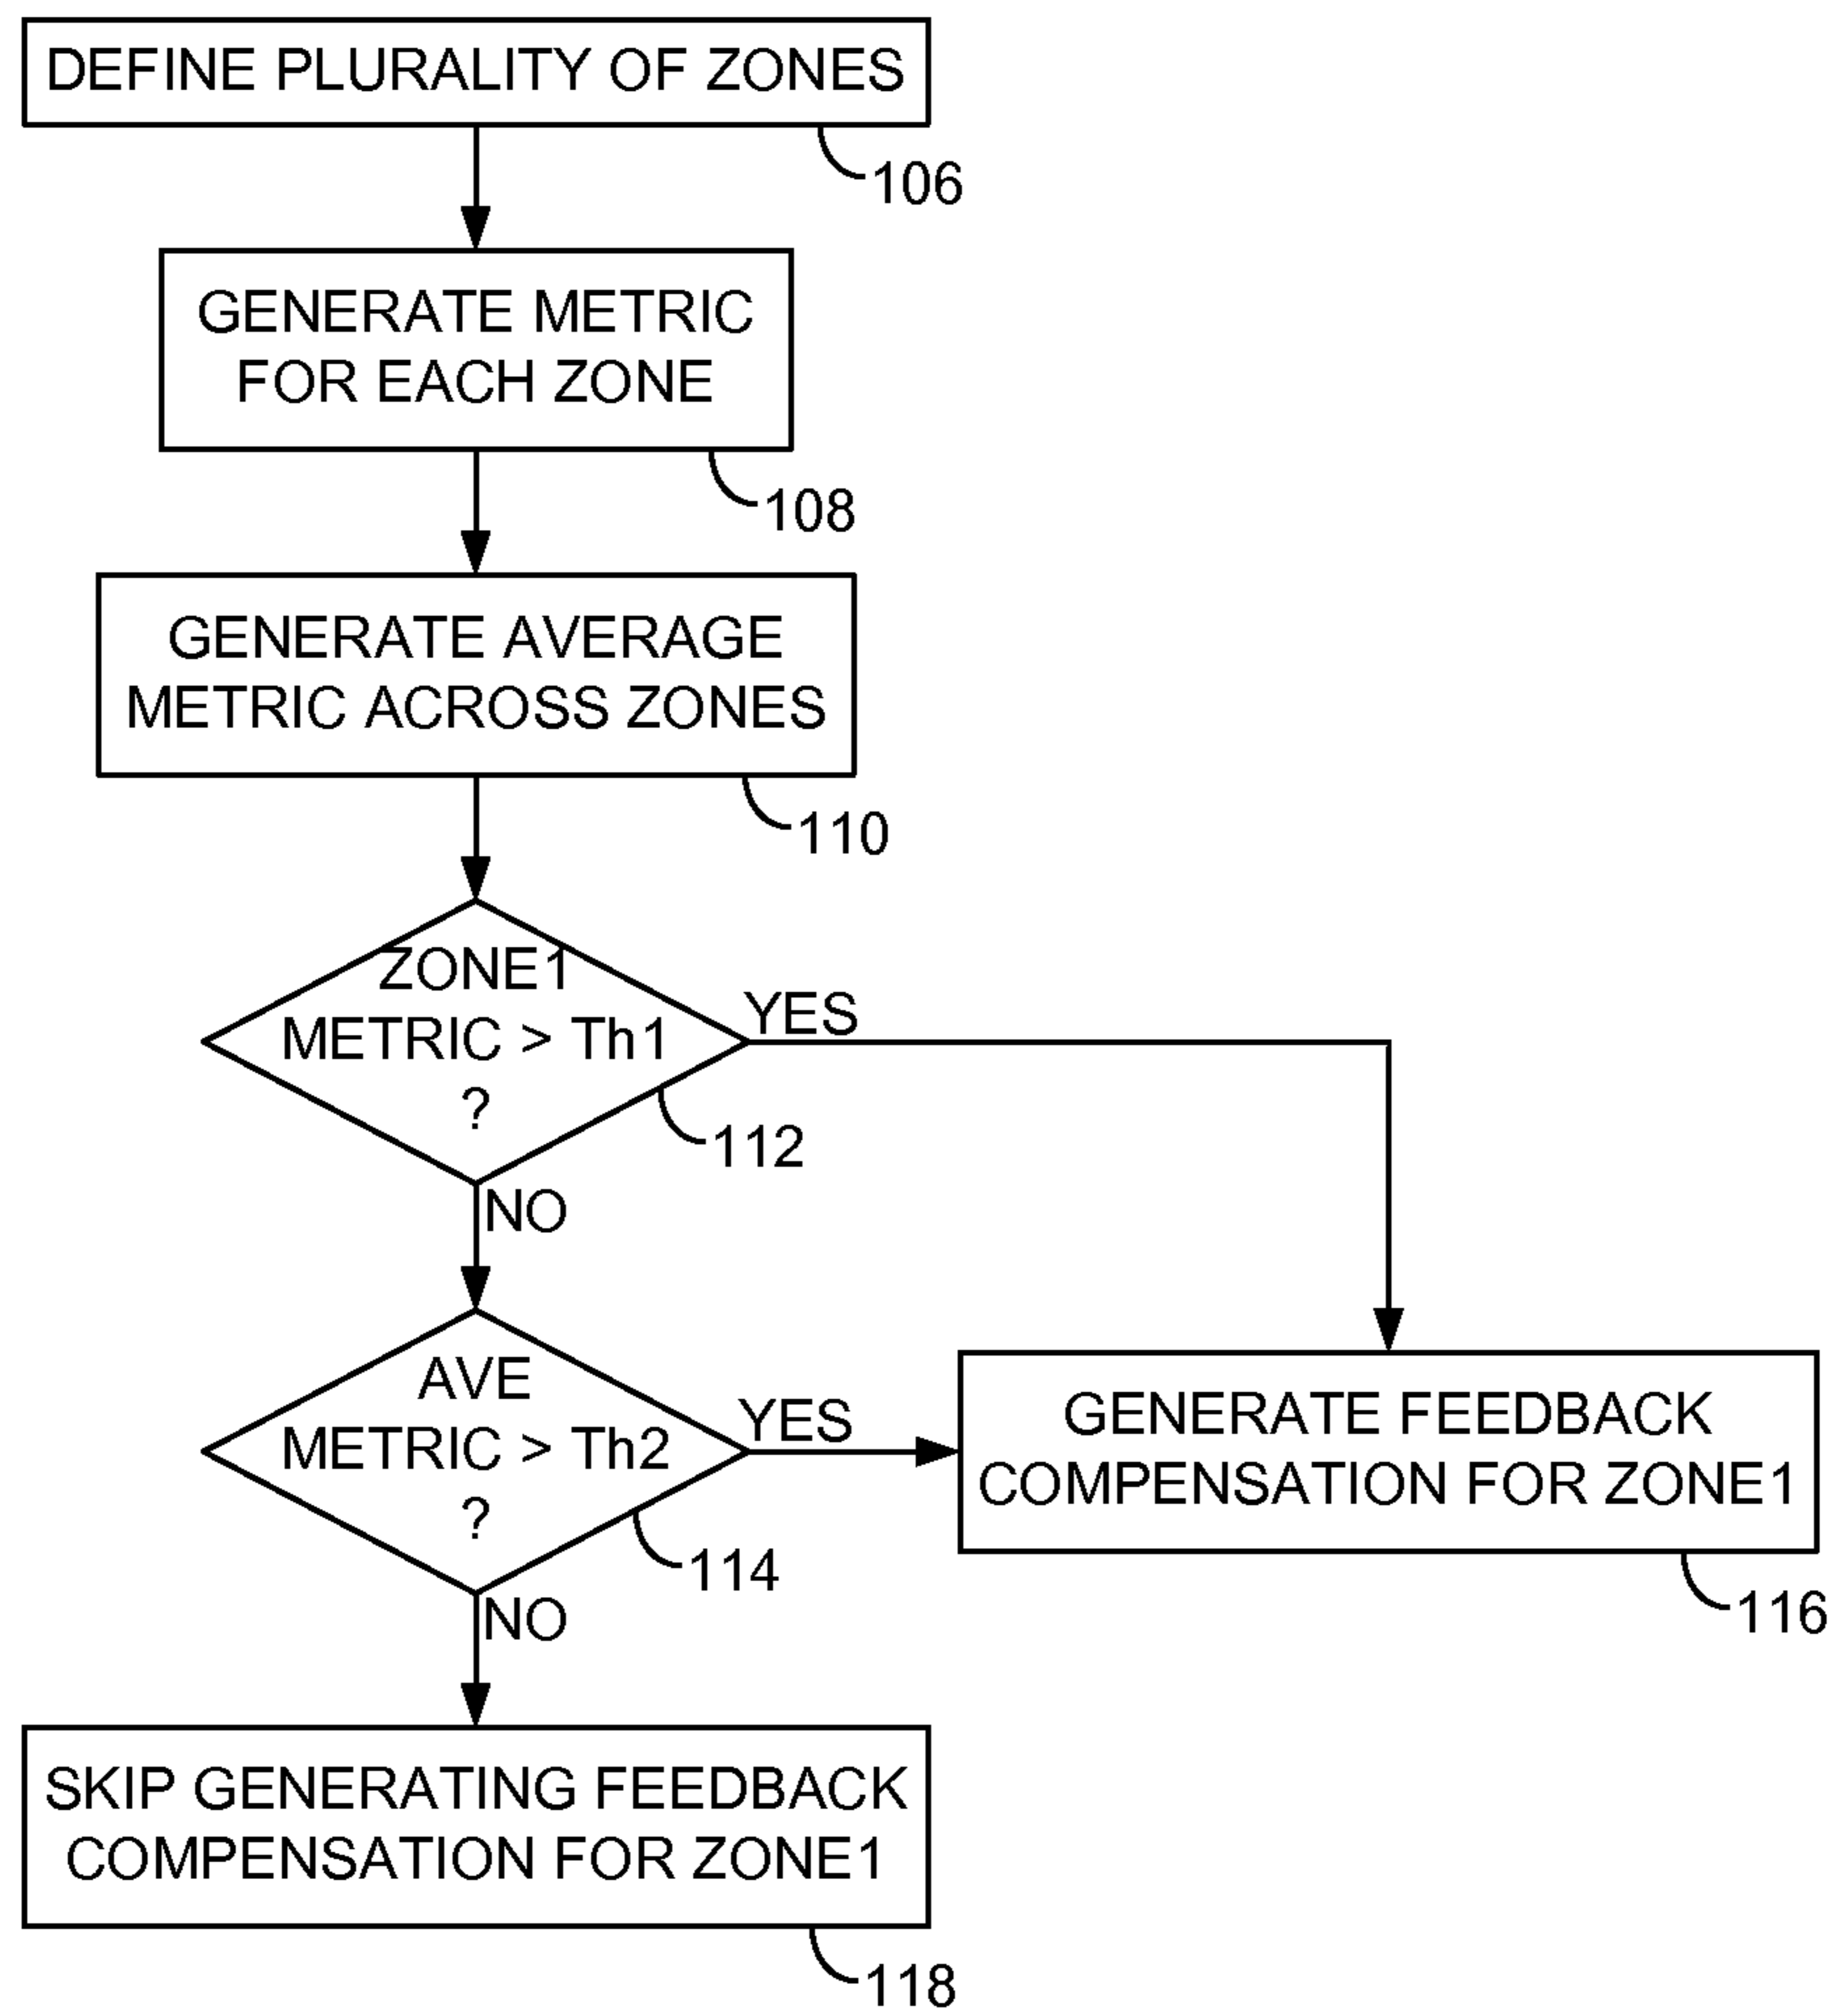 DEFINE PLURALITY OF ZONES
106
GENERATE METRIC
FOR EACH ZONE
108
GENERATE AVERAGE
METRIC ACROSS ZONES
110
ZONE1
METRIC > Th1
?
YES
112
NO
AVE
METRIC > Th2
?
YES
114
NO
GENERATE FEEDBACK
COMPENSATION FOR ZONE1
116
SKIP GENERATING FEEDBACK
COMPENSATION FOR ZONE1
118